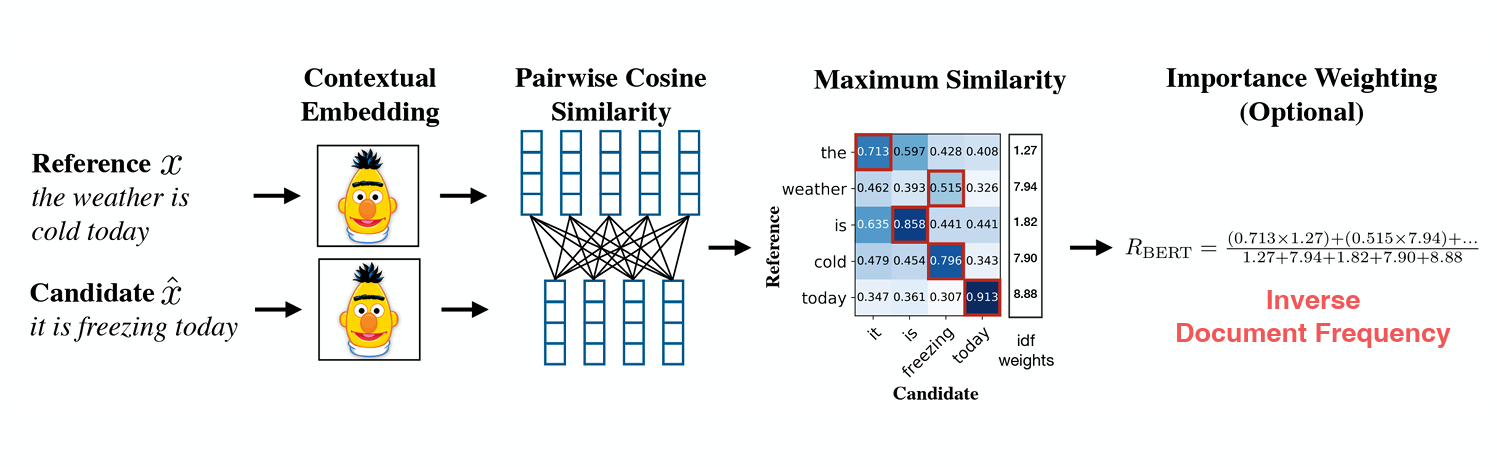 Contextual
Embedding
Pairwise Cosine
Similarity
Maximum Similarity
Importance Weighting
(Optional)
Reference x
the weather is
cold today
Candidate x̂
it is freezing today
Reference
the 0.713 0.597 0.428 0.408 1.27
weather 0.462 0.393 0.515 0.326 7.94
is 0.635 0.858 0.441 0.441 1.82
cold 0.479 0.454 0.796 0.343 7.90
today 0.347 0.361 0.307 0.913 8.88
it is freezing today
idf
weights
Candidate
R_BERT = (0.713×1.27)+(0.515×7.94)+...
1.27+7.94+1.82+7.90+8.88
Inverse
Document Frequency